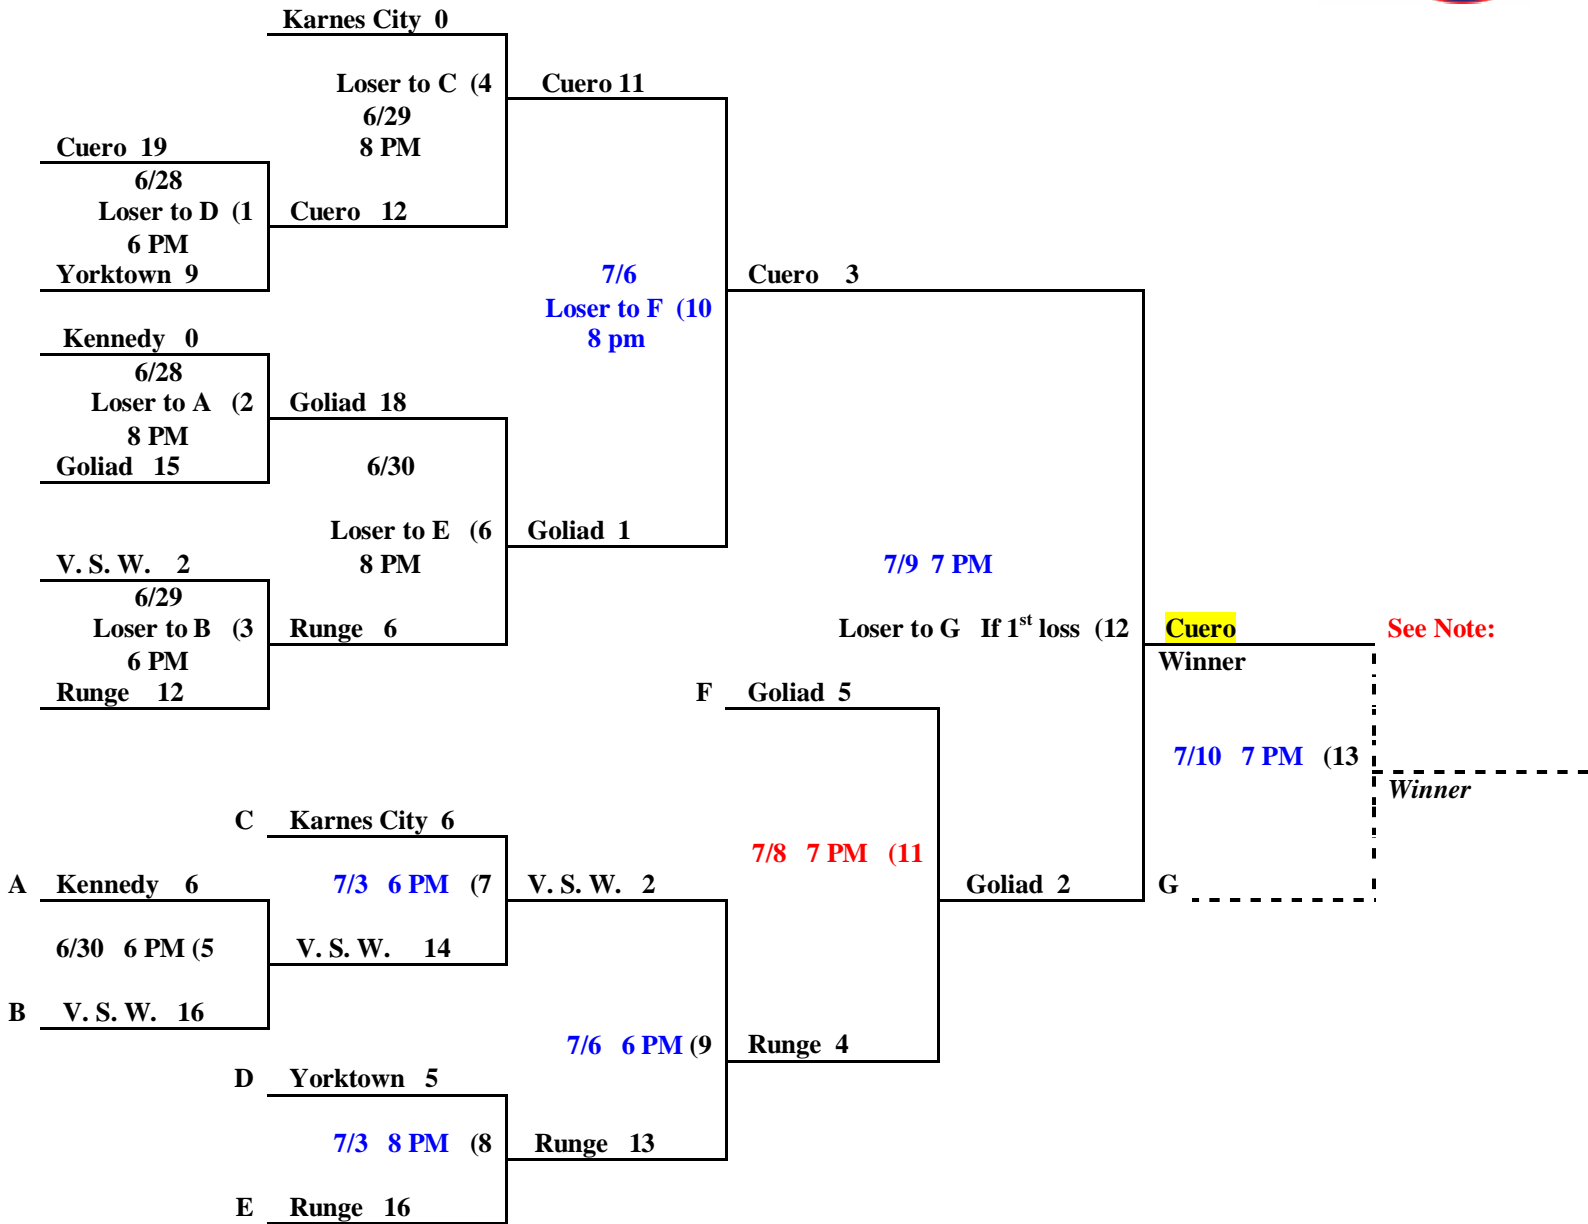 Karnes City 0
Loser to C (4
Cuero 11
6/29
8 PM
Cuero 19
6/28
Loser to D (1
Cuero 12
6 PM
Yorktown 9
7/6
Cuero 3
Loser to F (10
8 pm
Kennedy 0
6/28
Loser to A (2
Goliad 18
8 PM
Goliad 15
6/30
Loser to E (6
Goliad 1
V. S. W. 2
8 PM
7/9 7 PM
6/29
Loser to B (3
Runge 6
Loser to G If 1st loss (12
Cuero
See Note:
6 PM
Winner
Runge 12
F Goliad 5
7/10 7 PM (13
Winner
C Karnes City 6
7/8 7 PM (11
A Kennedy 6
7/3 6 PM (7
V. S. W. 2
Goliad 2
G
6/30 6 PM (5
V. S. W. 14
B V. S. W. 16
7/6 6 PM (9
Runge 4
D Yorktown 5
7/3 8 PM (8
Runge 13
E Runge 16